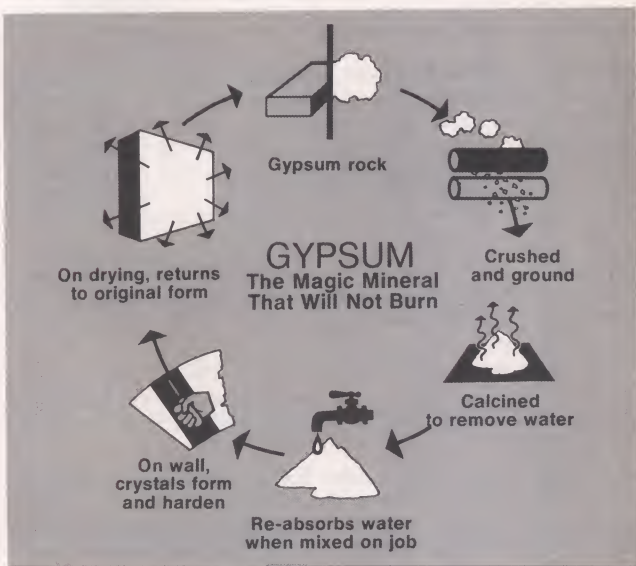 Gypsum rock
Crushed
and ground
Calcined
to remove water
Re-absorbs water
when mixed on job
On wall,
crystals form
and harden
On drying, returns
to original form
GYPSUM
The Magic Mineral
That Will Not Burn